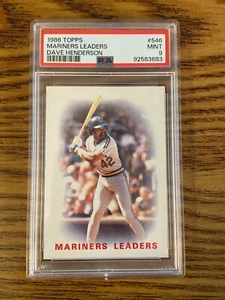 1986 TOPPS #546
MARINERS LEADERS MINT
DAVE HENDERSON 9
PSA 92583683
42
MARINERS LEADERS